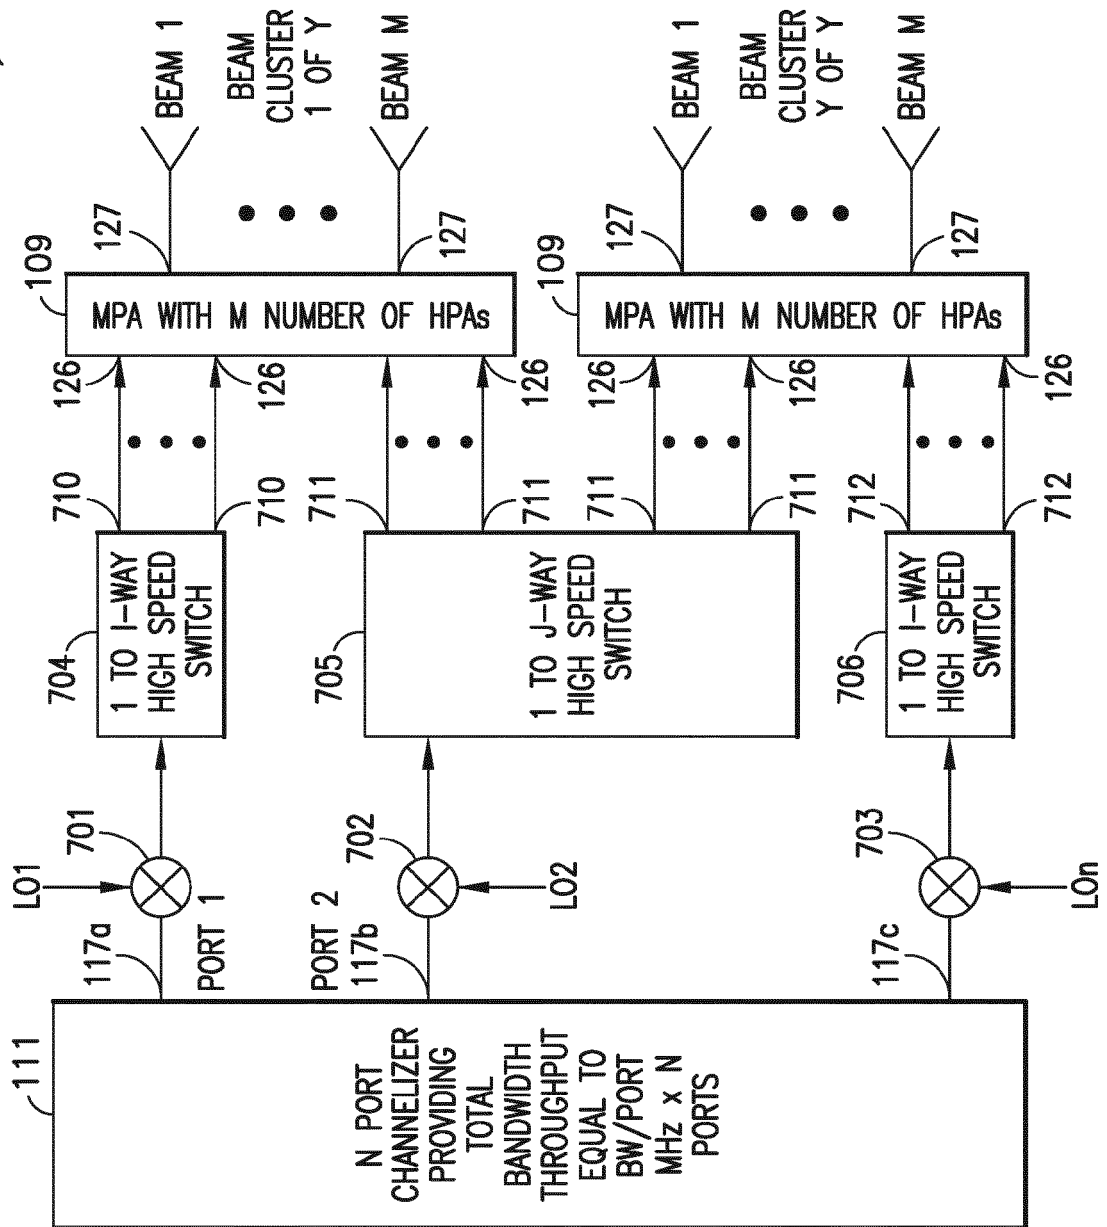 111
N PORT
CHANNELIZER
PROVIDING
TOTAL
BANDWIDTH
THROUGHPUT
EQUAL TO
BW/PORT
MHz x N
PORTS
117a
PORT 1
LO1
701
704
1 TO I-WAY
HIGH SPEED
SWITCH
710
710
126
126
PORT 2
117b
702
LO2
705
1 TO J-WAY
HIGH SPEED
SWITCH
711
711
711
711
126
126
126
117c
703
LOn
706
1 TO I-WAY
HIGH SPEED
SWITCH
712
712
126
109
MPA WITH M NUMBER OF HPAs
127
127
BEAM 1
BEAM
CLUSTER
1 OF Y
BEAM M
109
MPA WITH M NUMBER OF HPAs
127
127
BEAM 1
BEAM
CLUSTER
Y OF Y
BEAM M